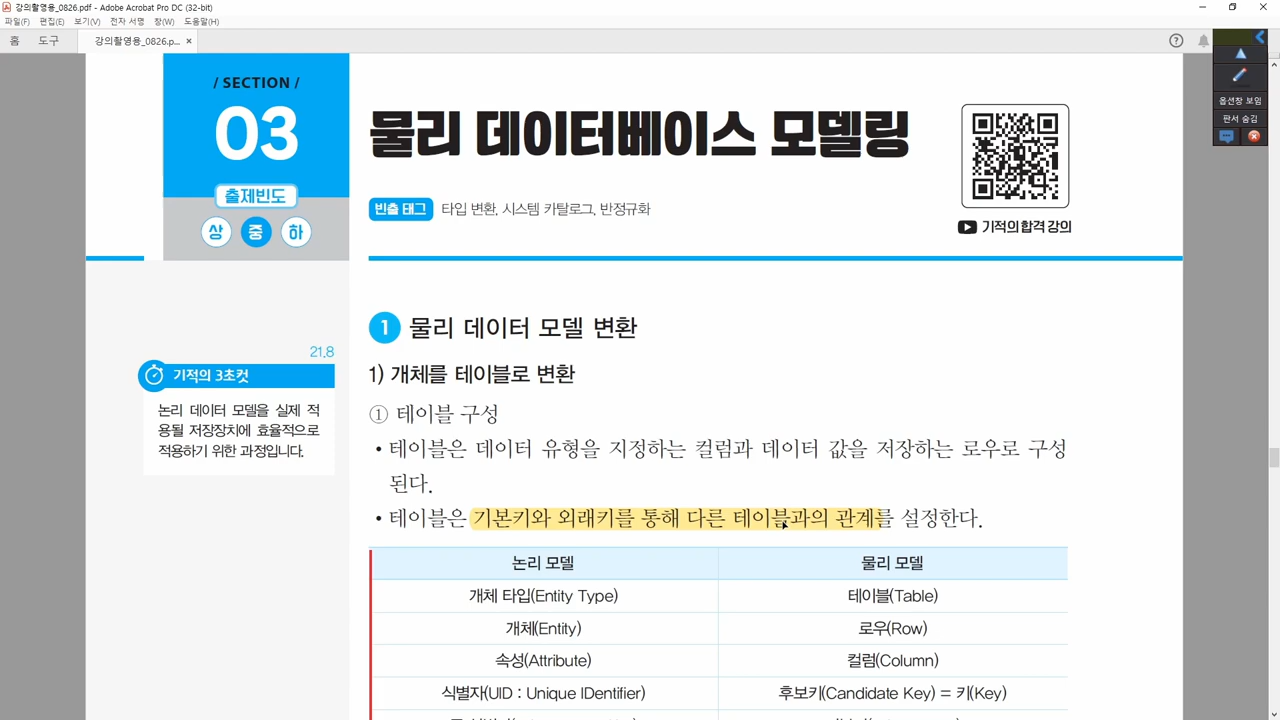 강의촬영용_0826.pdf - Adobe Acrobat Pro DC (32-bit)
파일(F) 편집(E) 보기(V) 전자 서명 창(W) 도움말(H)
홈 도구 강의촬영용_0826.p... ×
옵션창 보임
판서 숨김
/ SECTION /
03
출제빈도
상 중 하
물리 데이터베이스 모델링
빈출 태그 타입 변환, 시스템 카탈로그, 반정규화
기적의 합격 강의
21.8
기적의 3초컷
논리 데이터 모델을 실제 적
용될 저장장치에 효율적으로
적용하기 위한 과정입니다.
1 물리 데이터 모델 변환
1) 개체를 테이블로 변환
① 테이블 구성
• 테이블은 데이터 유형을 지정하는 컬럼과 데이터 값을 저장하는 로우로 구성
된다.
• 테이블은 기본키와 외래키를 통해 다른 테이블과의 관계를 설정한다.
논리 모델 물리 모델
개체 타입(Entity Type) 테이블(Table)
개체(Entity) 로우(Row)
속성(Attribute) 컬럼(Column)
식별자(UID : Unique IDentifier) 후보키(Candidate Key) = 키(Key)